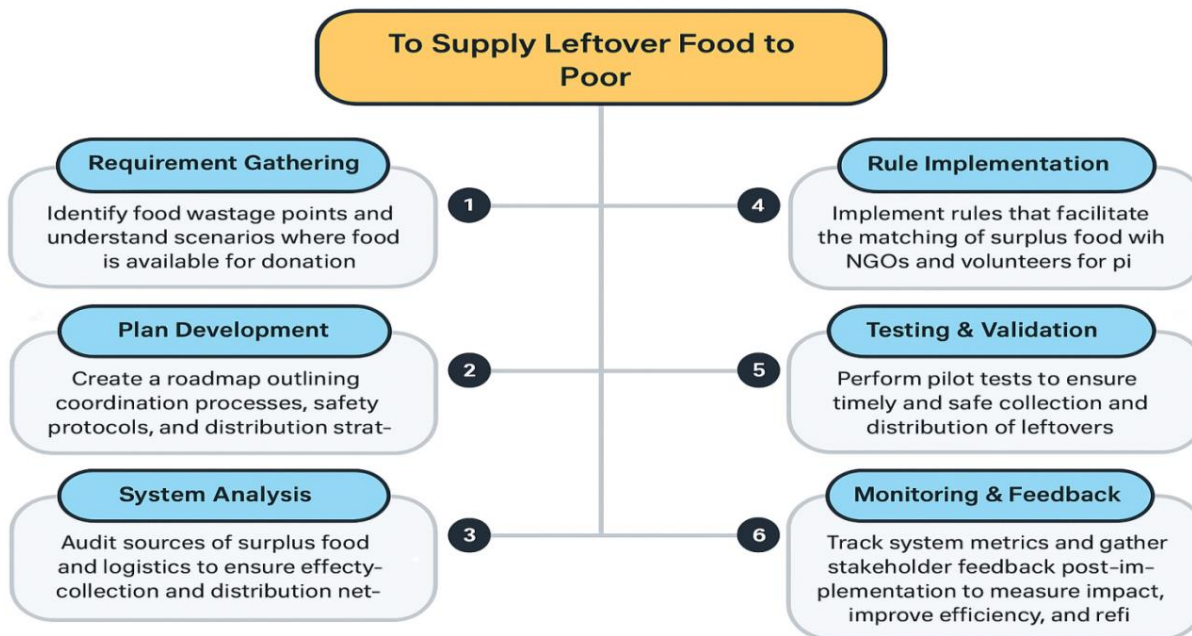 To Supply Leftover Food to
Poor
Requirement Gathering
Identify food wastage points and
understand scenarios where food
is available for donation
1
Plan Development
Create a roadmap outlining
coordination processes, safety
protocols, and distribution strat-
2
System Analysis
Audit sources of surplus food
and logistics to ensure effecty-
collection and distribution net-
3
Rule Implementation
Implement rules that facilitate
the matching of surplus food wih
NGOs and volunteers for pi
4
Testing & Validation
Perform pilot tests to ensure
timely and safe collection and
distribution of leftovers
5
Monitoring & Feedback
Track system metrics and gather
stakeholder feedback post-im-
plementation to measure impact,
improve efficiency, and refi
6